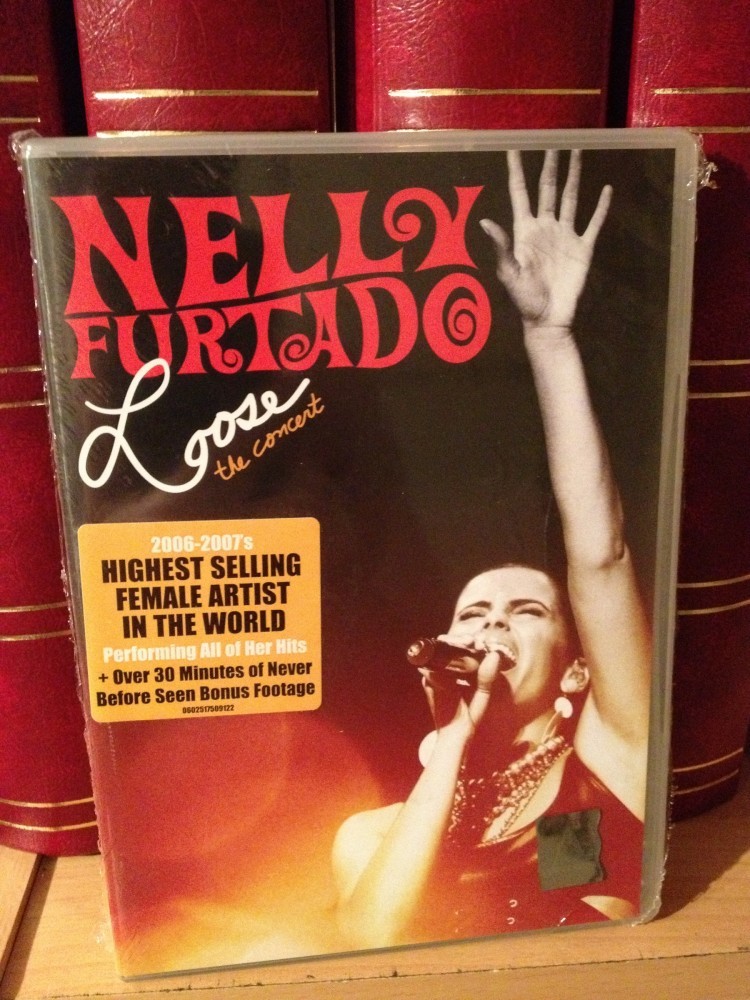 NELLY
FURTADO
Loose
the concert
2006-2007's
HIGHEST SELLING
FEMALE ARTIST
IN THE WORLD
Performing All of Her Hits
+ Over 30 Minutes of Never
Before Seen Bonus Footage
0602517509122